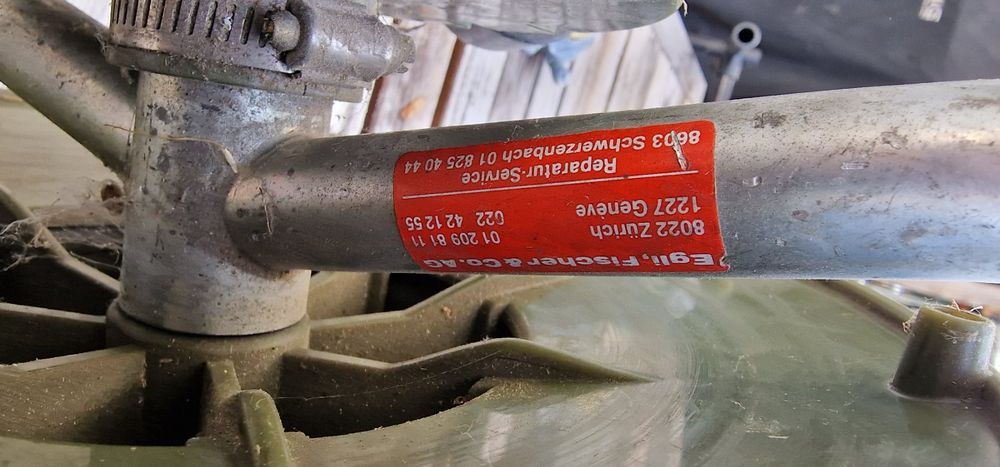 Egli, Fischer & Co. AG
8022 Zürich 01 209 81 11
1227 Genève 022 42 12 55
Reparatur-Service
8603 Schwerzenbach 01 825 40 44